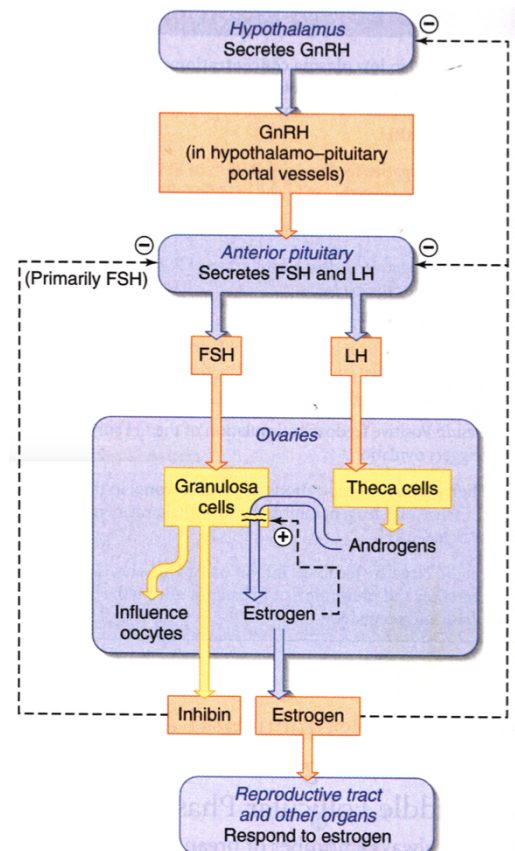 Hypothalamus
Secretes GnRH
GnRH
(in hypothalamo–pituitary
portal vessels)
Anterior pituitary
Secretes FSH and LH
(Primarily FSH)
FSH
LH
Ovaries
Granulosa
cells
Theca cells
Androgens
Influence
oocytes
Estrogen
Inhibin
Estrogen
Reproductive tract
and other organs
Respond to estrogen